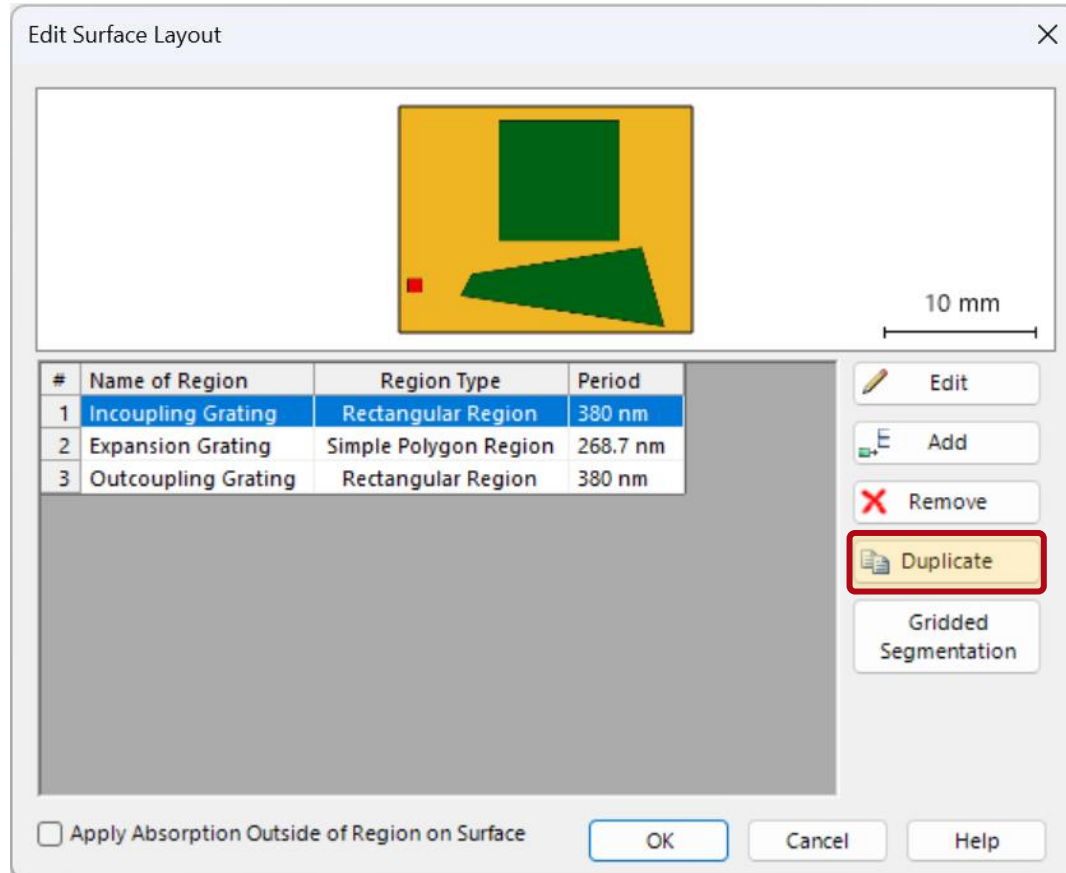 Edit Surface Layout
10 mm
# Name of Region Region Type Period
1 Incoupling Grating Rectangular Region 380 nm
2 Expansion Grating Simple Polygon Region 268.7 nm
3 Outcoupling Grating Rectangular Region 380 nm
Edit
Add
Remove
Duplicate
Gridded
Segmentation
Apply Absorption Outside of Region on Surface
OK
Cancel
Help